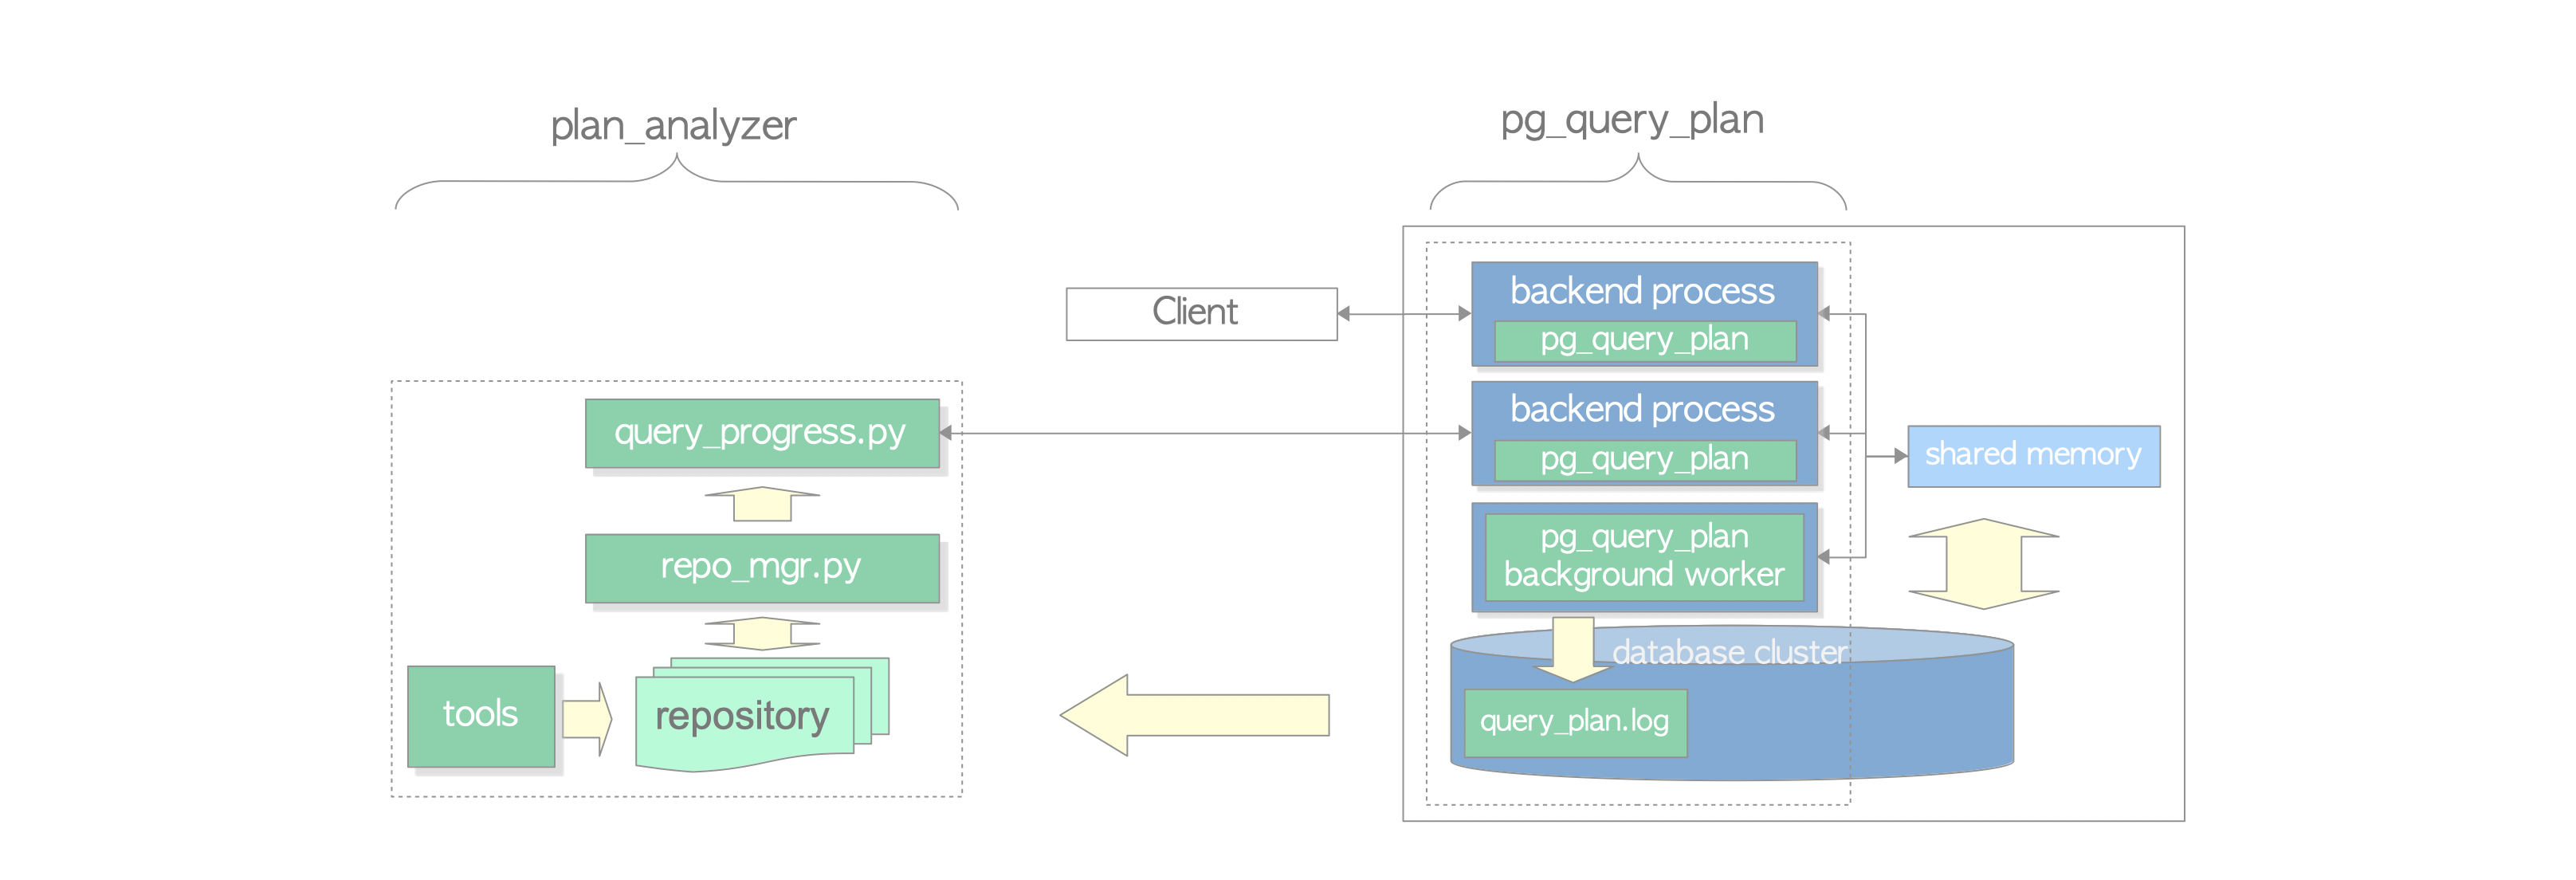 plan_analyzer
pg_query_plan
Client
backend process
pg_query_plan
query_progress.py
backend process
pg_query_plan
shared memory
repo_mgr.py
pg_query_plan
background worker
database cluster
tools
repository
query_plan.log